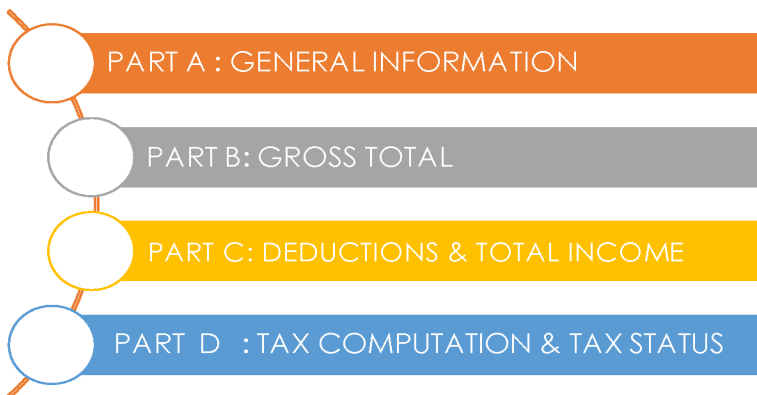 PART A : GENERAL INFORMATION
PART B: GROSS TOTAL
PART C: DEDUCTIONS & TOTAL INCOME
PART D : TAX COMPUTATION & TAX STATUS